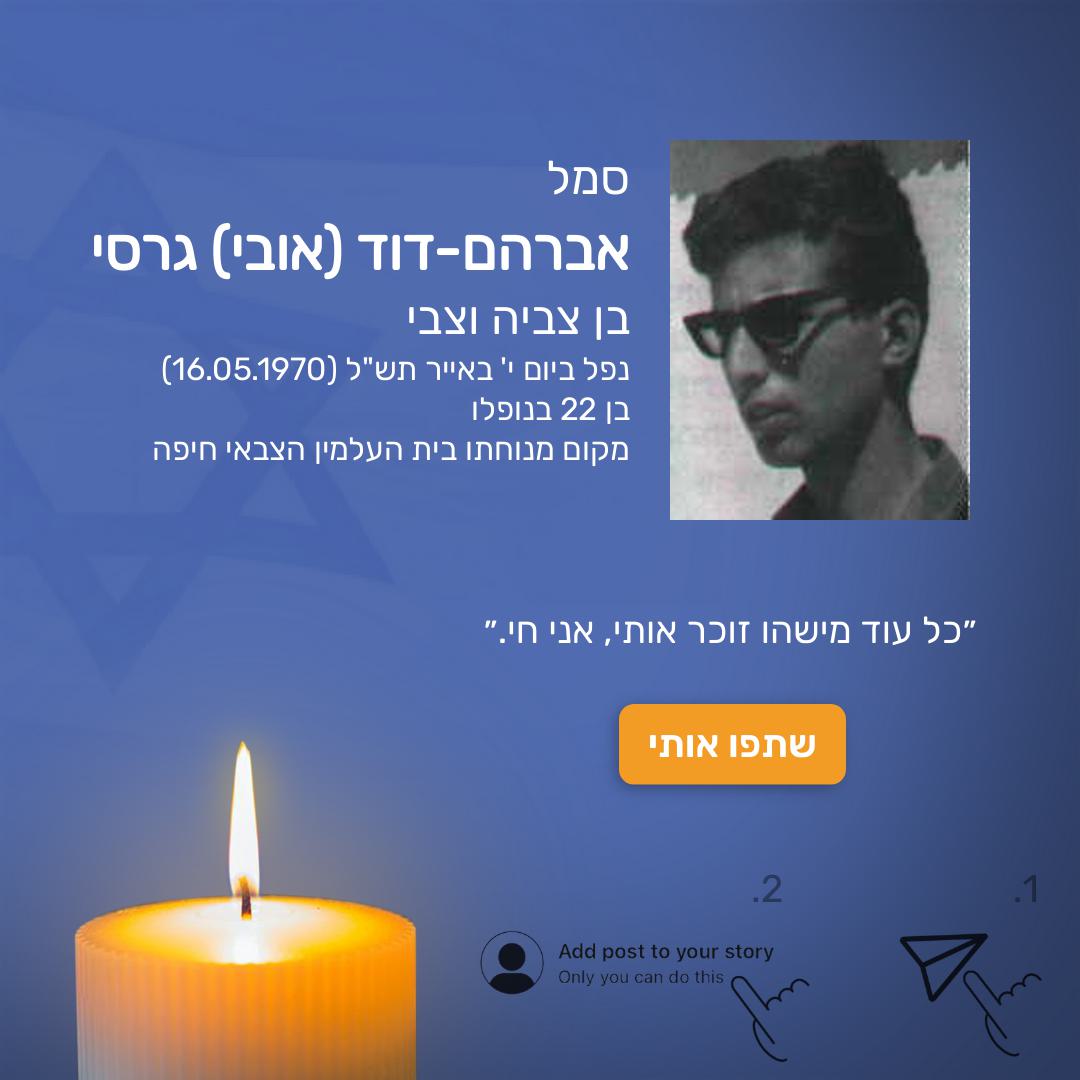 סמל
אברהם-דוד (אובי) גרסי
בן צביה וצבי
נפל ביום י' באייר תש"ל (16.05.1970)
בן 22 בנופלו
מקום מנוחתו בית העלמין הצבאי חיפה
״כל עוד מישהו זוכר אותי, אני חי.״
שתפו אותי
1.
2.
Add post to your story
Only you can do this